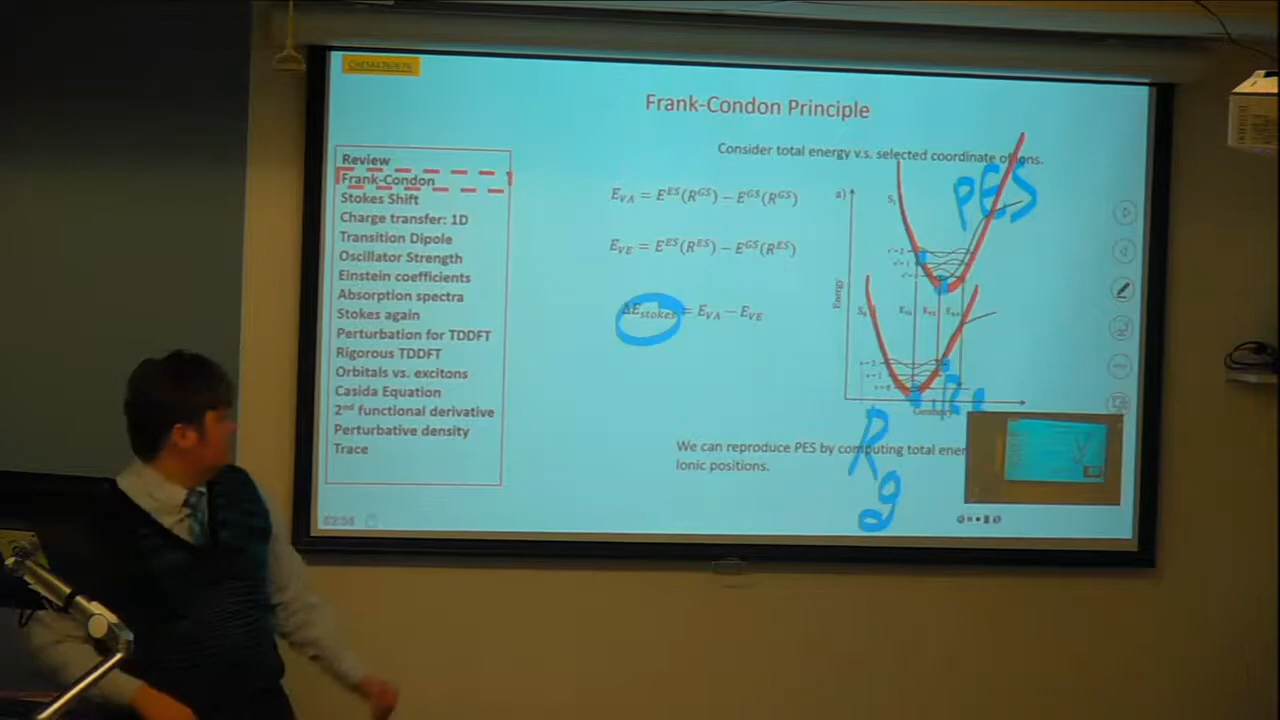 Frank-Condon Principle
Consider total energy v.s. selected coordinate of ions.
Review
Frank-Condon
Stokes Shift
Charge transfer: 1D
Transition Dipole
Oscillator Strength
Einstein coefficients
Absorption spectra
Stokes again
Perturbation for TDDFT
Rigorous TDDFT
Orbitals vs. excitons
Casida Equation
2nd functional derivative
Perturbative density
Trace
E_VA = E^ES(R^GS) − E^GS(R^GS)
E_VE = E^ES(R^ES) − E^GS(R^ES)
ΔE_stokes = E_VA − E_VE
a)
PES
S₁
Energy
Geometry
R
g
We can reproduce PES by computing total ener
Ionic positions.